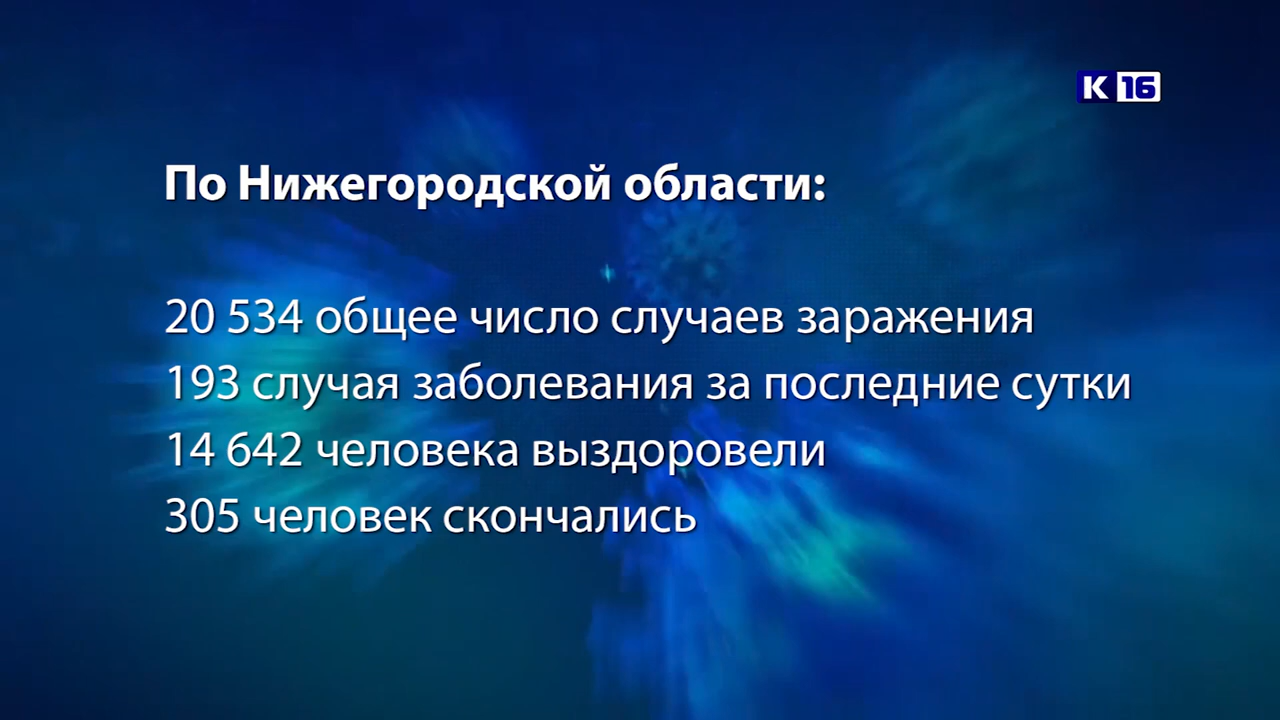 К 16
По Нижегородской области:
20 534 общее число случаев заражения
193 случая заболевания за последние сутки
14 642 человека выздоровели
305 человек скончались